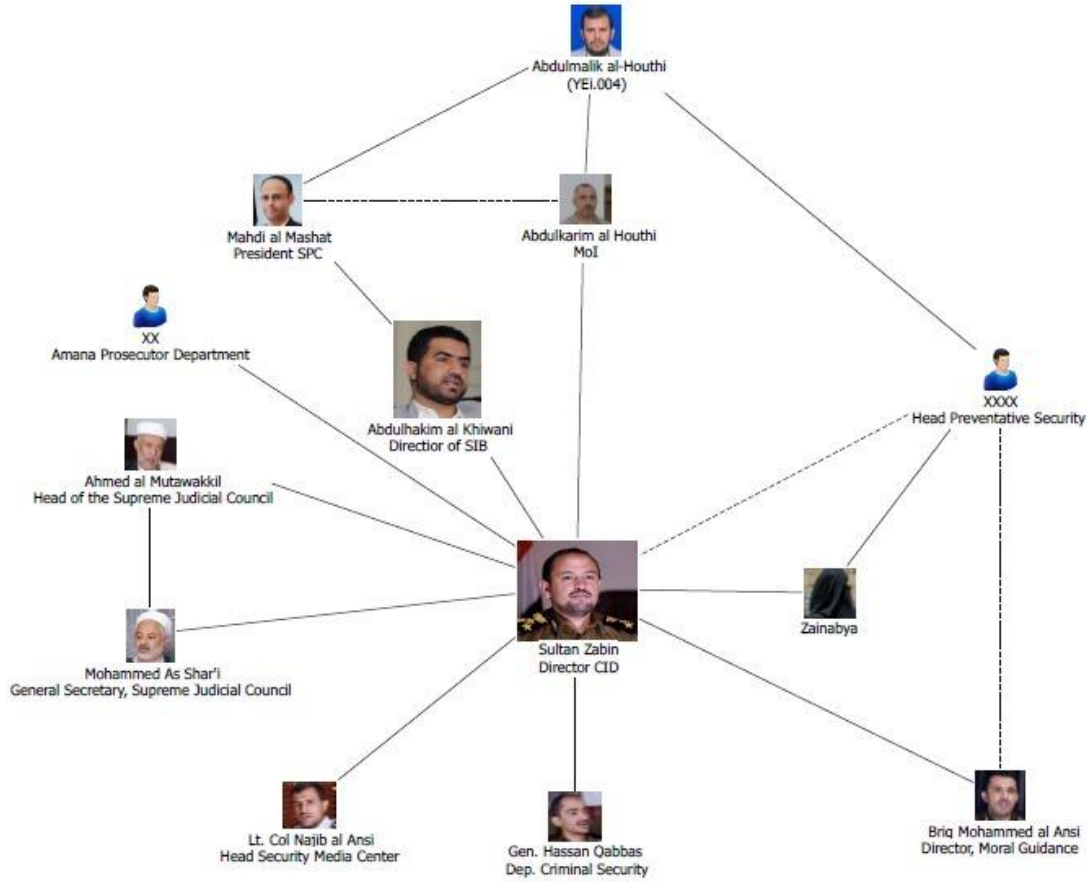 Abdulmalik al-Houthi
(YEi.004)
Mahdi al Mashat
President SPC
Abdulkarim al Houthi
MoI
XX
Amana Prosecutor Department
Abdulhakim al Khiwani
Directior of SIB
XXXX
Head Preventative Security
Ahmed al Mutawakkil
Head of the Supreme Judicial Council
Sultan Zabin
Director CID
Zainabya
Mohammed As Shar'i
General Secretary, Supreme Judicial Council
Lt. Col Najib al Ansi
Head Security Media Center
Gen. Hassan Qabbas
Dep. Criminal Security
Brig Mohammed al Ansi
Director, Moral Guidance